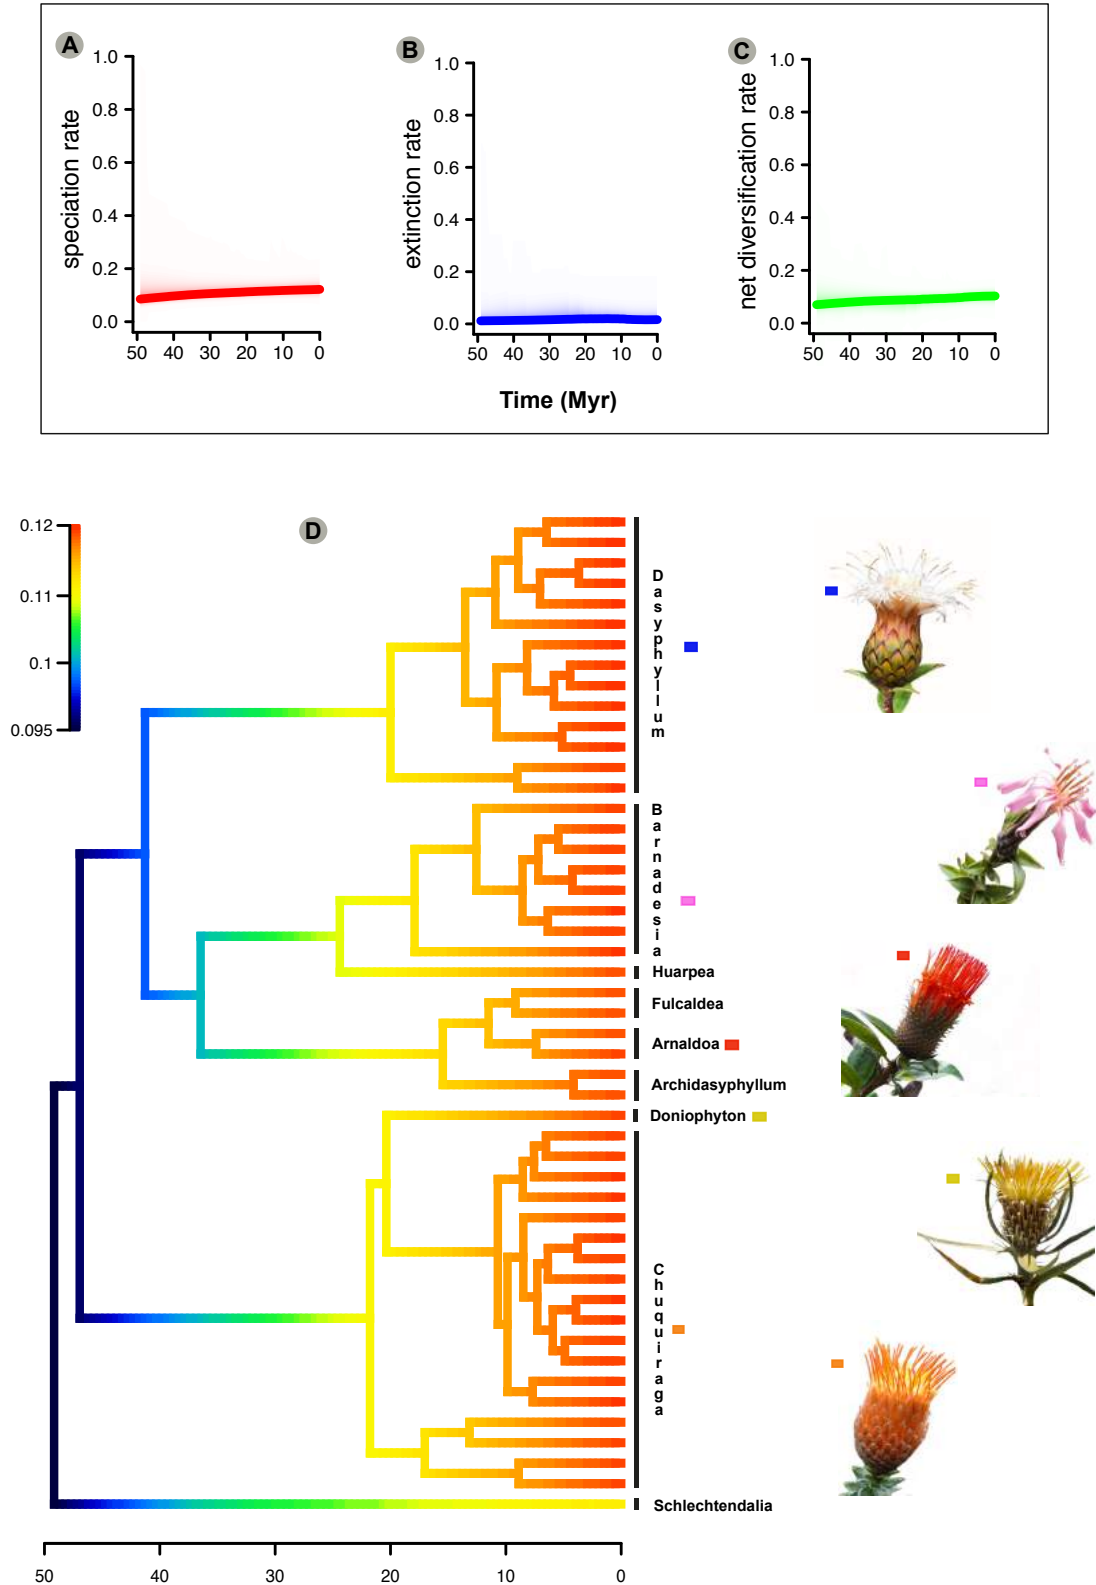 A
B
C
1.0
0.8
0.6
0.4
0.2
0.0
speciation rate
50 40 30 20 10 0
1.0
0.8
0.6
0.4
0.2
0.0
extinction rate
50 40 30 20 10 0
1.0
0.8
0.6
0.4
0.2
0.0
net diversification rate
50 40 30 20 10 0
Time (Myr)
D
0.12
0.11
0.1
0.095
Dasyphyllum
Barnadesia
Huarpea
Fulcaldea
Arnaldoa
Archidasyphyllum
Doniophyton
Chuquiraga
Schlechtendalia
50 40 30 20 10 0